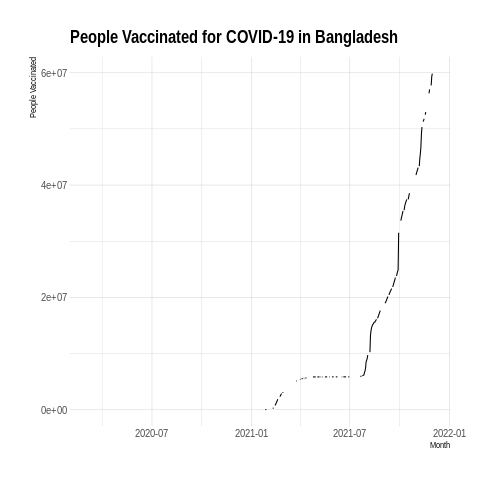 People Vaccinated for COVID-19 in Bangladesh
People Vaccinated
6e+07
4e+07
2e+07
0e+00
2020-07
2021-01
2021-07
2022-01
Month